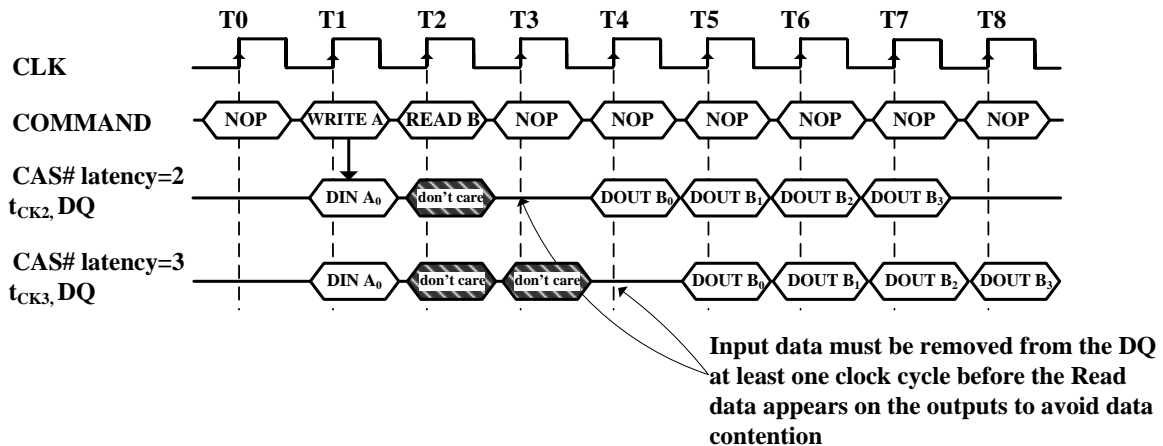 T0 T1 T2 T3 T4 T5 T6 T7 T8
CLK
COMMAND NOP WRITE A READ B NOP NOP NOP NOP NOP NOP
CAS# latency=2
tCK2, DQ DIN A0 don't care DOUT B0 DOUT B1 DOUT B2 DOUT B3
CAS# latency=3
tCK3, DQ DIN A0 don't care don't care DOUT B0 DOUT B1 DOUT B2 DOUT B3
Input data must be removed from the DQ
at least one clock cycle before the Read
data appears on the outputs to avoid data
contention